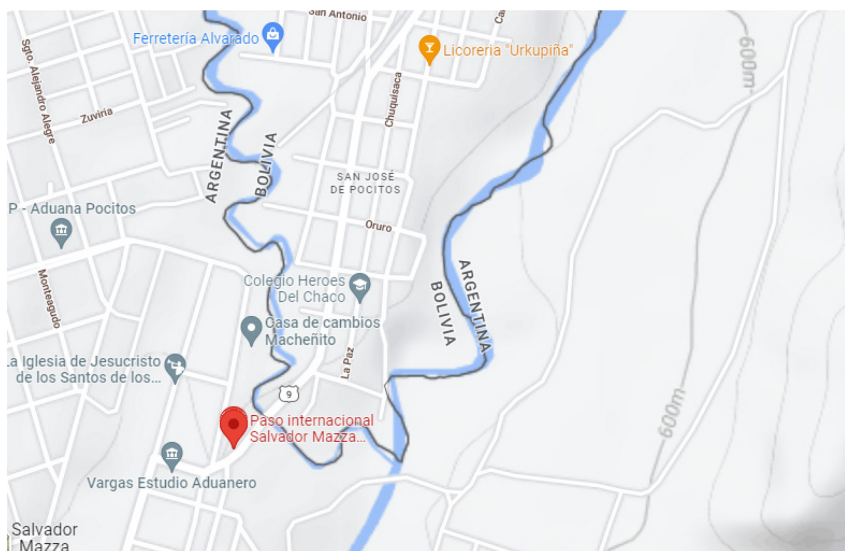 San Antonio
Ferretería Alvarado
Licoreria "Urkupiña"
Sgto. Alejandro Alegre
Zuviria
Chuquisaca
600m
ARGENTINA
BOLIVIA
SAN JOSÉ
DE POCITOS
P - Aduana Pocitos
Oruro
Monteagudo
Colegio Heroes
Del Chaco
BOLIVIA
ARGENTINA
Casa de cambios
Macheñito
La Iglesia de Jesucristo
de los Santos de los...
La Paz
9
600m
Paso internacional
Salvador Mazza...
Vargas Estudio Aduanero
Salvador
Mazza